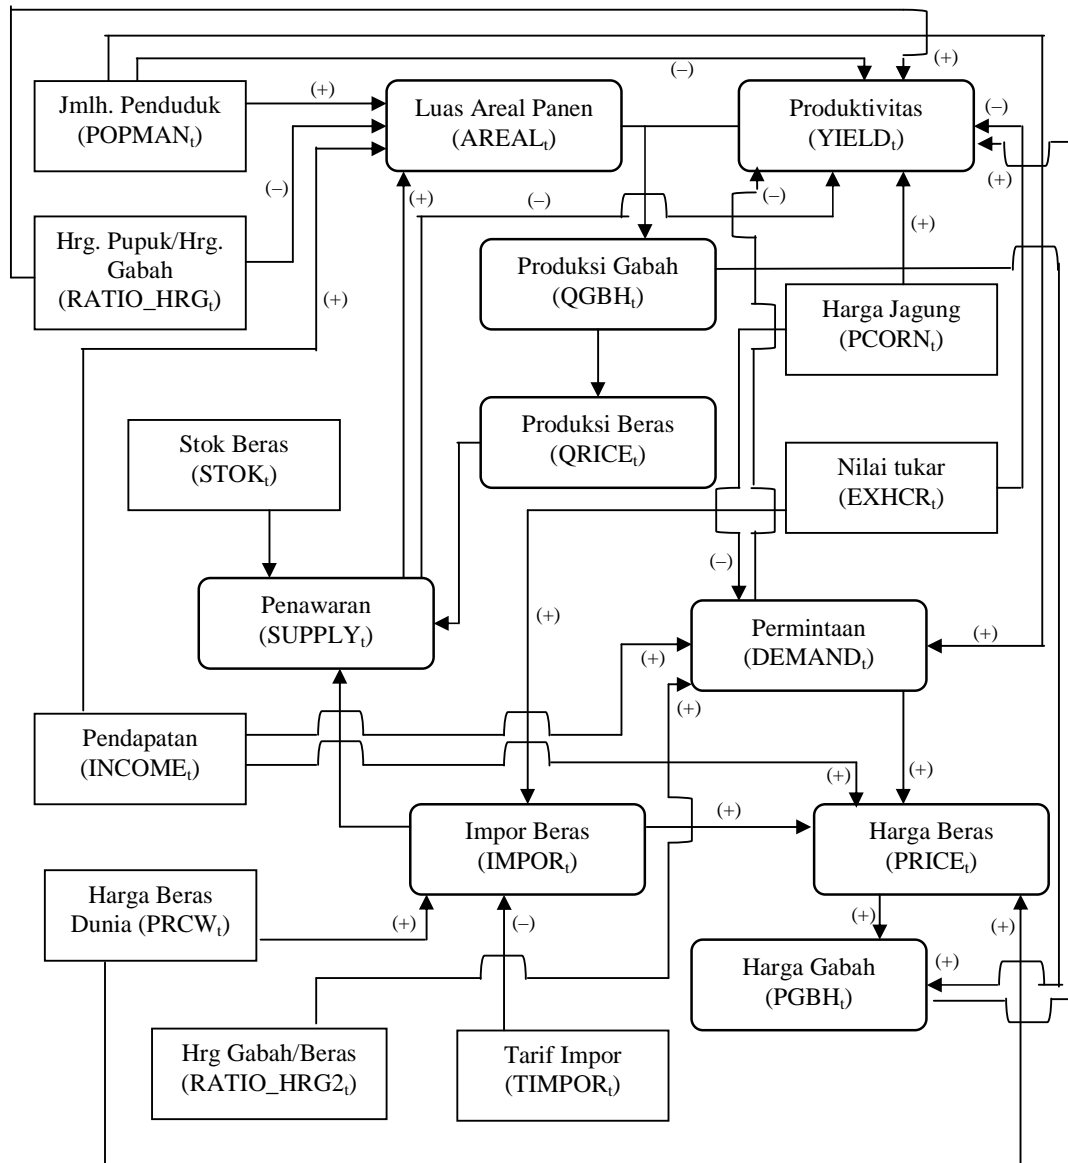 (+)
(–)
Jmlh. Penduduk
(POPMANt)
(+)
Luas Areal Panen
(AREALt)
Produktivitas
(YIELDt)
(–)
(–)
(+)
(–)
(–)
(+)
(+)
(+)
Hrg. Pupuk/Hrg.
Gabah
(RATIO_HRGt)
(+)
Produksi Gabah
(QGBHt)
Harga Jagung
(PCORNt)
Produksi Beras
(QRICEt)
Stok Beras
(STOKt)
Nilai tukar
(EXHCRt)
(–)
Penawaran
(SUPPLYt)
(+)
Permintaan
(DEMANDt)
(+)
(+)
(+)
Pendapatan
(INCOMEt)
(+)
(+)
(+)
Impor Beras
(IMPORt)
Harga Beras
(PRICEt)
Harga Beras
Dunia (PRCWt)
(+)
(–)
(+)
(+)
Harga Gabah
(PGBHt)
(+)
Hrg Gabah/Beras
(RATIO_HRG2t)
Tarif Impor
(TIMPORt)